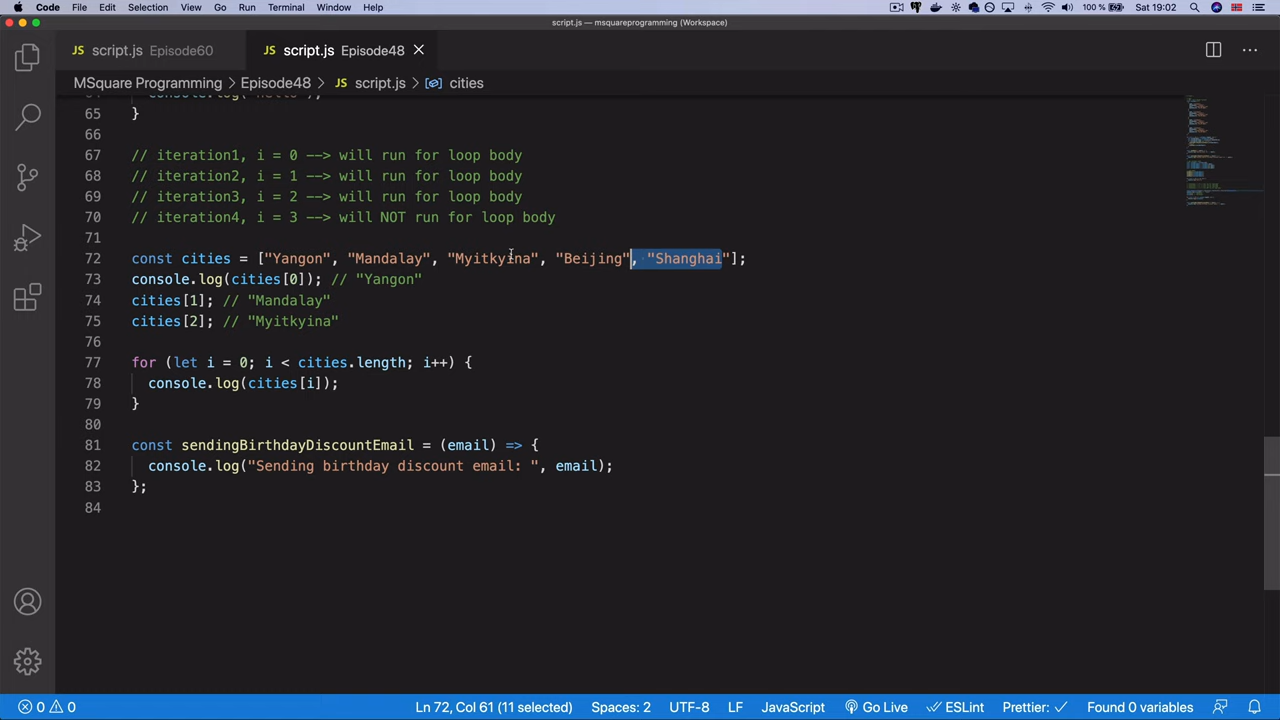 Code File Edit Selection View Go Run Terminal Window Help 100 % Sat 19:02
script.js — msquareprogramming (Workspace)
JS script.js Episode60 JS script.js Episode48
MSquare Programming > Episode48 > JS script.js > cities
65 }
66
67 // iteration1, i = 0 --> will run for loop body
68 // iteration2, i = 1 --> will run for loop body
69 // iteration3, i = 2 --> will run for loop body
70 // iteration4, i = 3 --> will NOT run for loop body
71
72 const cities = ["Yangon", "Mandalay", "Myitkyina", "Beijing", "Shanghai"];
73 console.log(cities[0]); // "Yangon"
74 cities[1]; // "Mandalay"
75 cities[2]; // "Myitkyina"
76
77 for (let i = 0; i < cities.length; i++) {
78 console.log(cities[i]);
79 }
80
81 const sendingBirthdayDiscountEmail = (email) => {
82 console.log("Sending birthday discount email: ", email);
83 };
84
0 0 Ln 72, Col 61 (11 selected) Spaces: 2 UTF-8 LF JavaScript Go Live ESLint Prettier: ✓ Found 0 variables